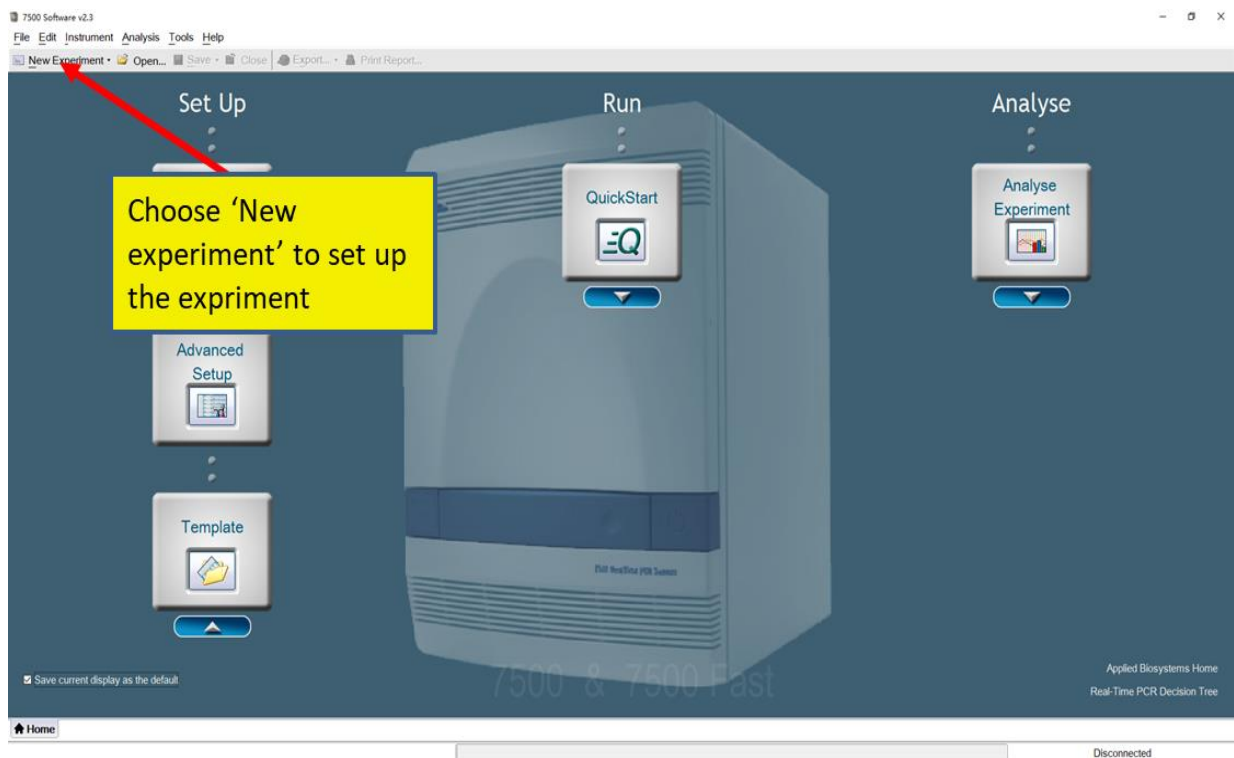 7500 Software v2.3
File Edit Instrument Analysis Tools Help
New Experiment Open... Save Close Export... Print Report...
Set Up
Run
Analyse
Choose ‘New
experiment’ to set up
the expriment
QuickStart
Analyse
Experiment
Advanced
Setup
Template
7500 & 7500 Fast
Save current display as the default
Applied Biosystems Home
Real-Time PCR Decision Tree
Home
Disconnected